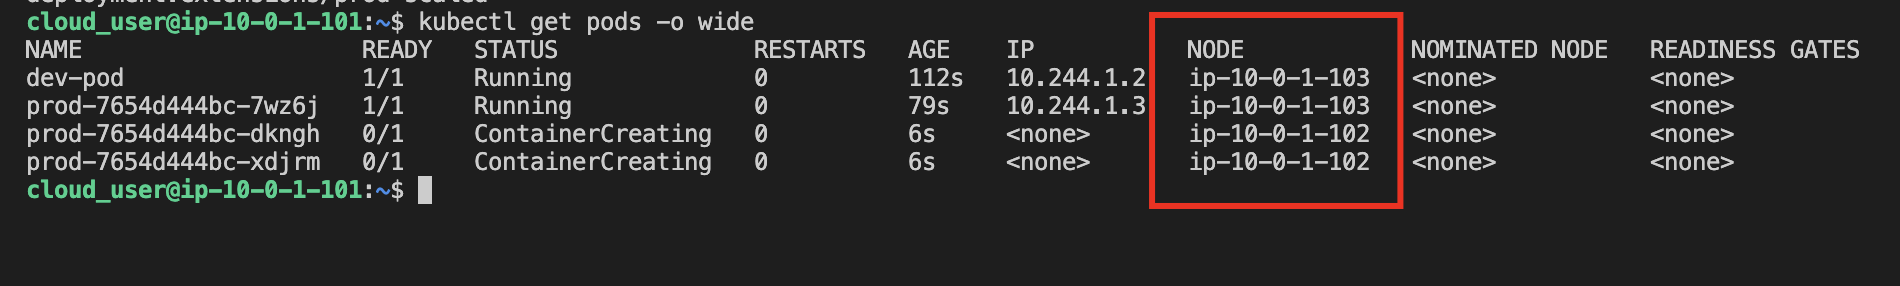 deployment.extensions/prod scaled
cloud_user@ip-10-0-1-101:~$ kubectl get pods -o wide
NAME READY STATUS RESTARTS AGE IP NODE NOMINATED NODE READINESS GATES
dev-pod 1/1 Running 0 112s 10.244.1.2 ip-10-0-1-103 <none> <none>
prod-7654d444bc-7wz6j 1/1 Running 0 79s 10.244.1.3 ip-10-0-1-103 <none> <none>
prod-7654d444bc-dkngh 0/1 ContainerCreating 0 6s <none> ip-10-0-1-102 <none> <none>
prod-7654d444bc-xdjrm 0/1 ContainerCreating 0 6s <none> ip-10-0-1-102 <none> <none>
cloud_user@ip-10-0-1-101:~$